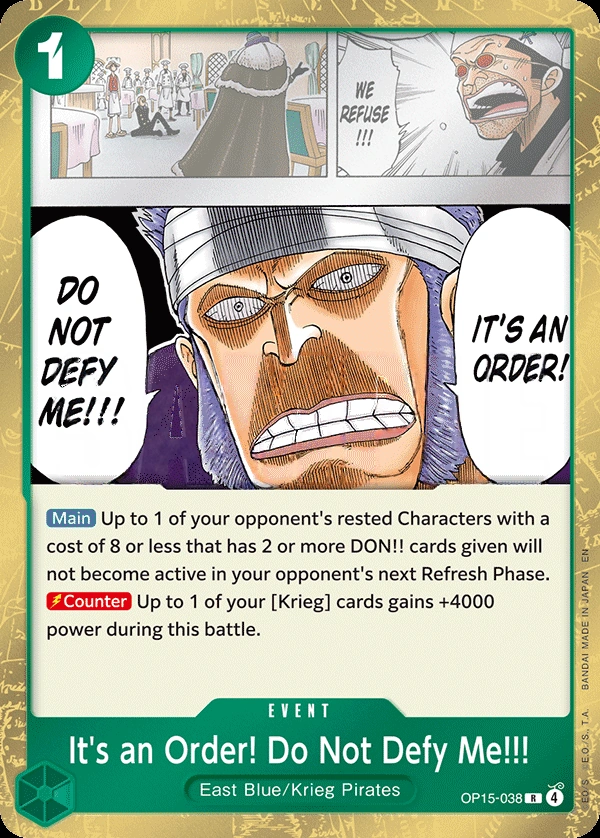 1
WE
REFUSE
!!!
DO
NOT
DEFY
ME!!!
IT'S AN
ORDER!
Main Up to 1 of your opponent's rested Characters with a
cost of 8 or less that has 2 or more DON!! cards given will
not become active in your opponent's next Refresh Phase.
Counter Up to 1 of your [Krieg] cards gains +4000
power during this battle.
EVENT
It's an Order! Do Not Defy Me!!!
East Blue/Krieg Pirates
OP15-038 R 4
©E.O./S. ©E.O./S., T.A. BANDAI MADE IN JAPAN EN